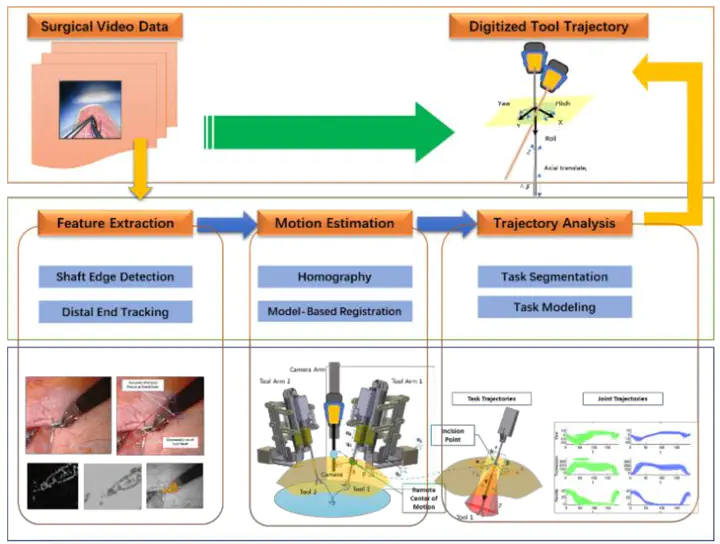 Surgical Video Data
Digitized Tool Trajectory
Yaw
Pitch
X
Roll
Axial translate,
Feature Extraction
Motion Estimation
Trajectory Analysis
Shaft Edge Detection
Homography
Task Segmentation
Distal End Tracking
Model-Based Registration
Task Modeling
Camera Arm
Tool Arm 2
Tool Arm 1
Task Trajectories
Joint Trajectories
Incision
Point
Camera
Tool 2
Tool 1
Remote
Center of
Motion
Tool 1